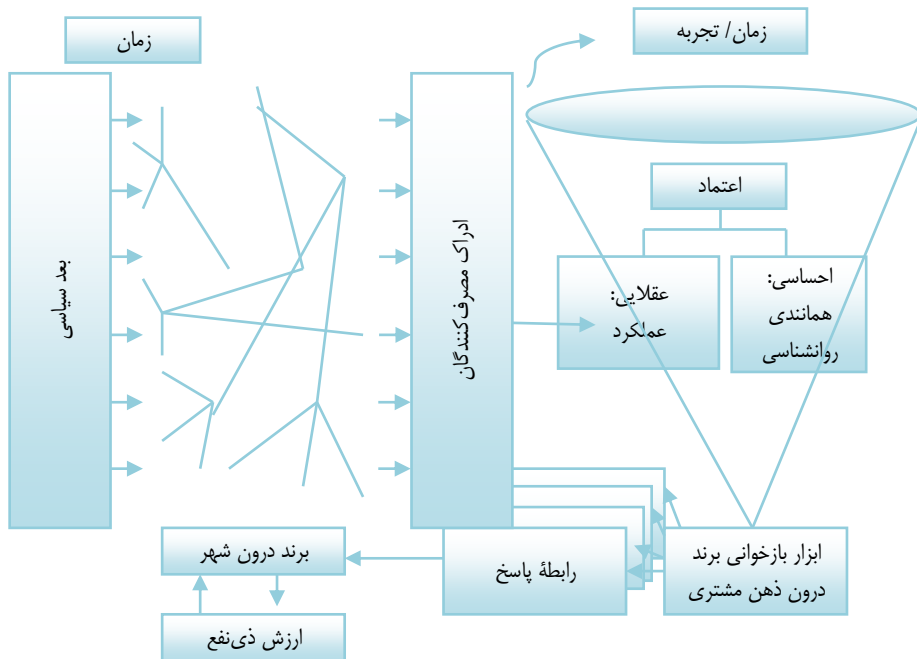 زمان
زمان/ تجربه
بعد سیاسی
ادراک مصرف‌کنندگان
اعتماد
احساسی:
همانندی
روانشناسی
عقلایی:
عملکرد
ابزار بازخوانی برند
درون ذهن مشتری
رابطۀ پاسخ
برند درون شهر
ارزش ذی‌نفع